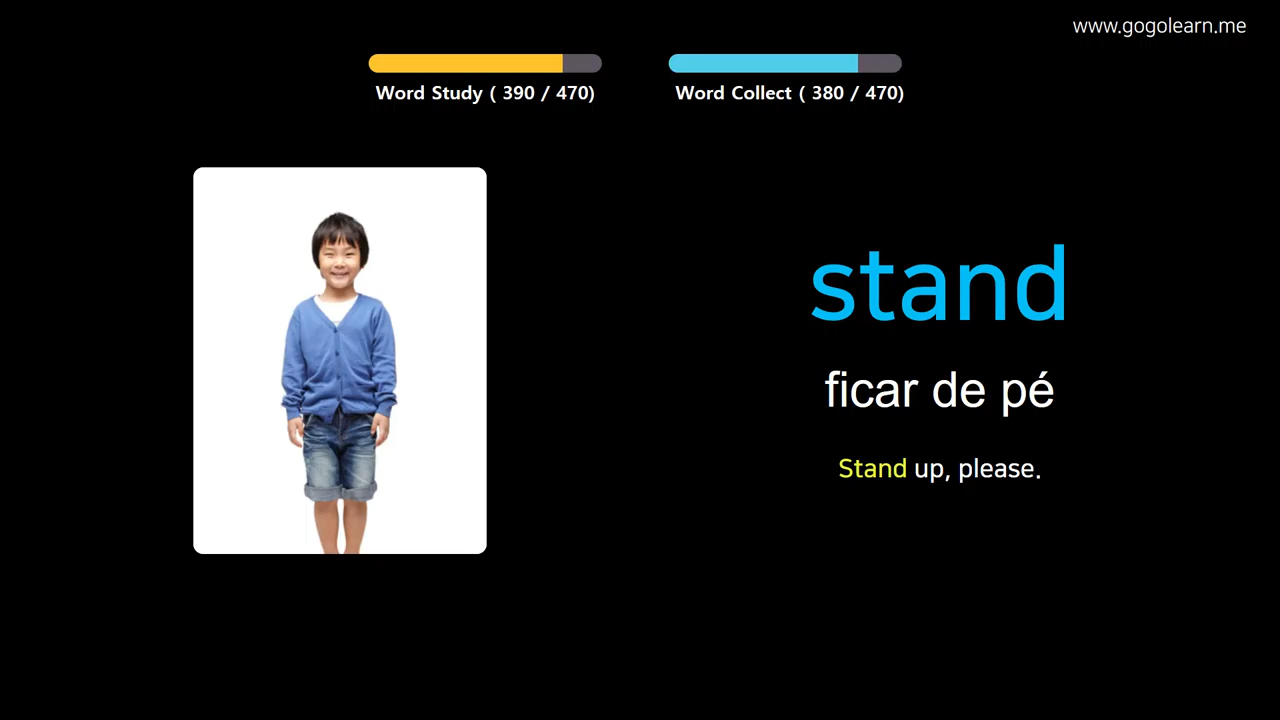 www.gogolearn.me
Word Study ( 390 / 470)
Word Collect ( 380 / 470)
stand
ficar de pé
Stand up, please.